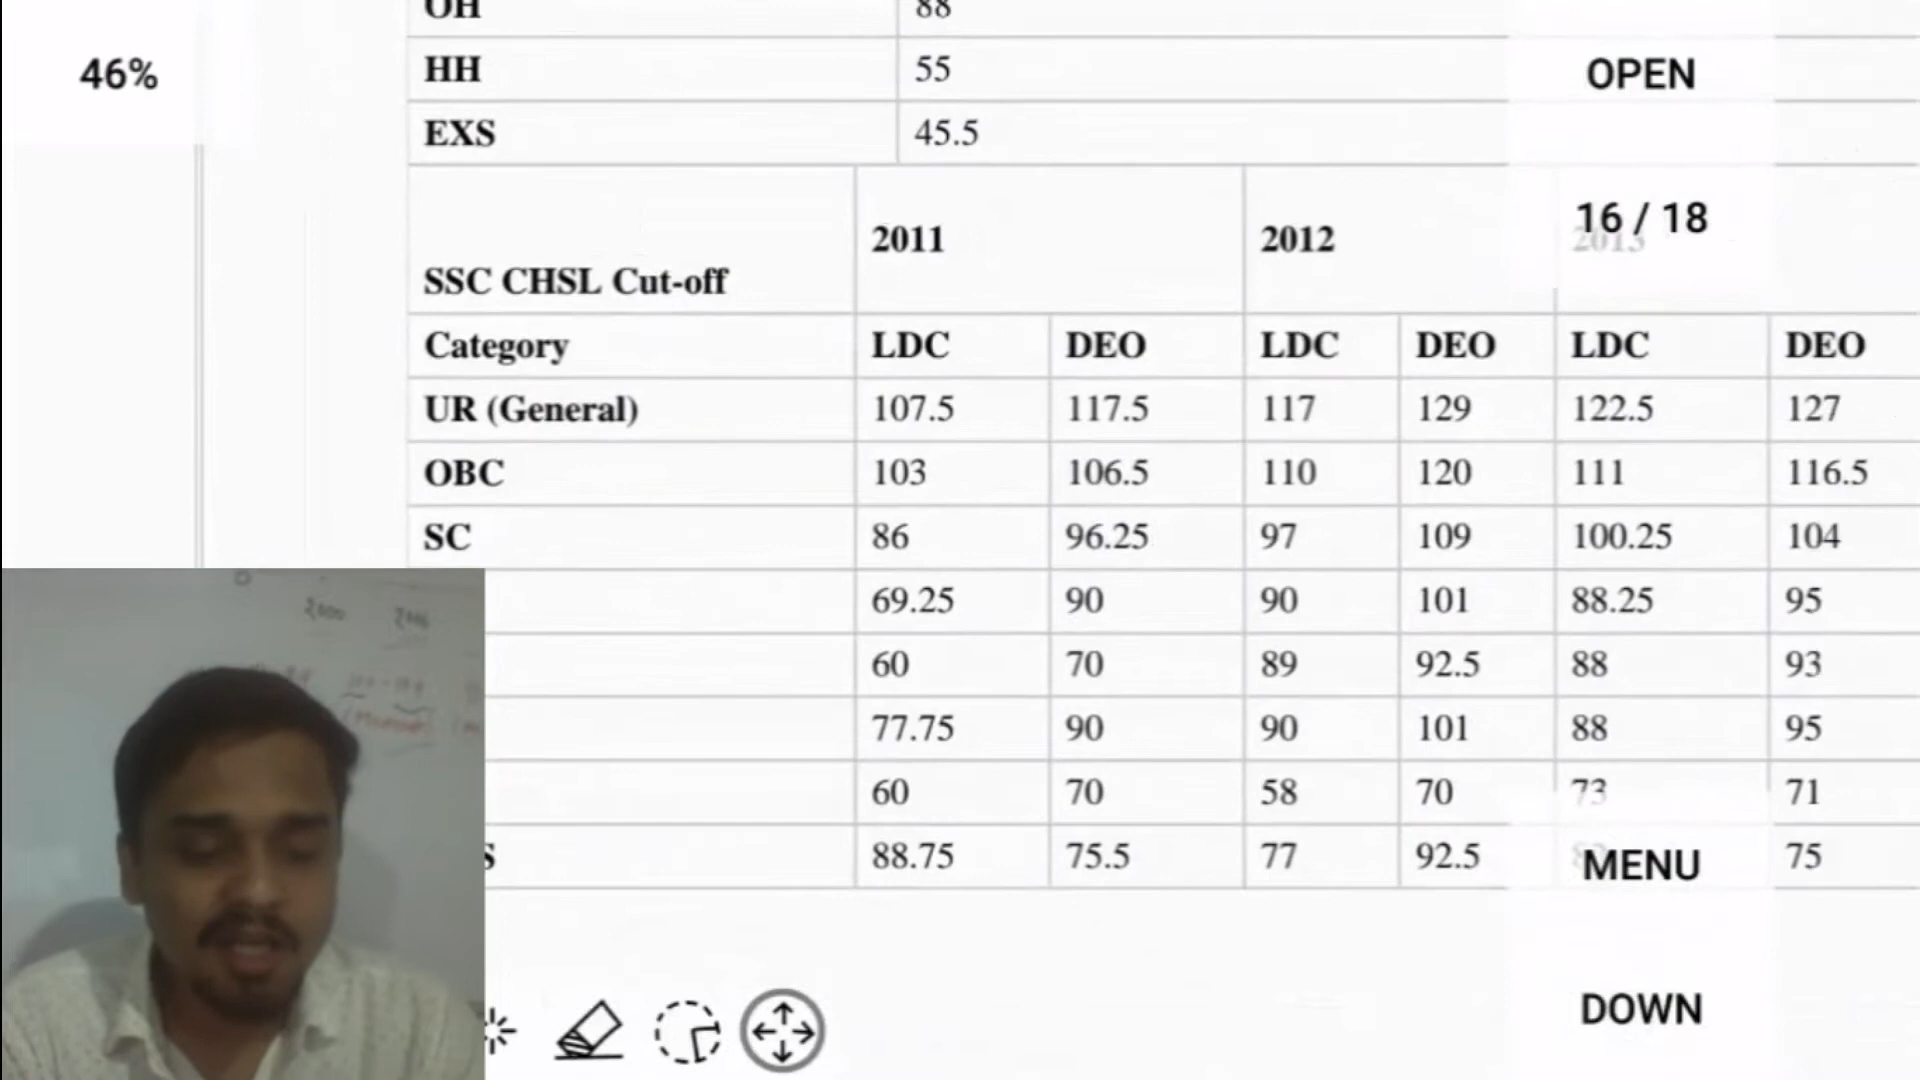 OH 88
46%
OPEN
HH 55
EXS 45.5
16 / 18
2011 2012 2013
SSC CHSL Cut-off
Category LDC DEO LDC DEO LDC DEO
UR (General) 107.5 117.5 117 129 122.5 127
OBC 103 106.5 110 120 111 116.5
SC 86 96.25 97 109 100.25 104
69.25 90 90 101 88.25 95
60 70 89 92.5 88 93
77.75 90 90 101 88 95
60 70 58 70 73 71
S 88.75 75.5 77 92.5 75
MENU
DOWN